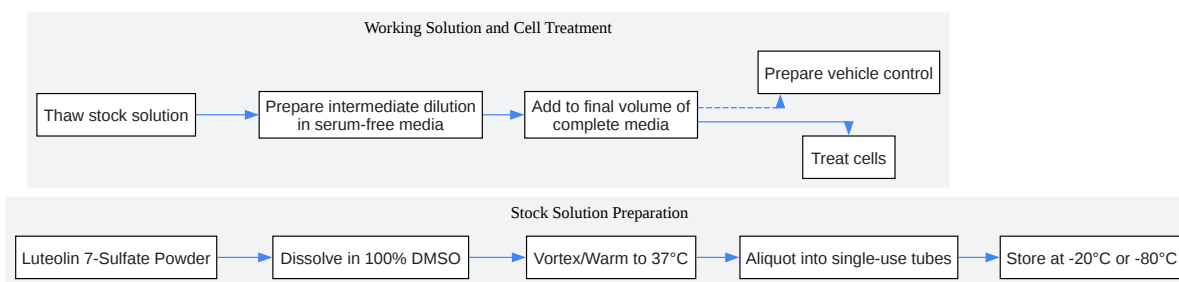 Working Solution and Cell Treatment
Prepare vehicle control
Thaw stock solution
Prepare intermediate dilution
in serum-free media
Add to final volume of
complete media
Treat cells
Stock Solution Preparation
Luteolin 7-Sulfate Powder
Dissolve in 100% DMSO
Vortex/Warm to 37°C
Aliquot into single-use tubes
Store at -20°C or -80°C